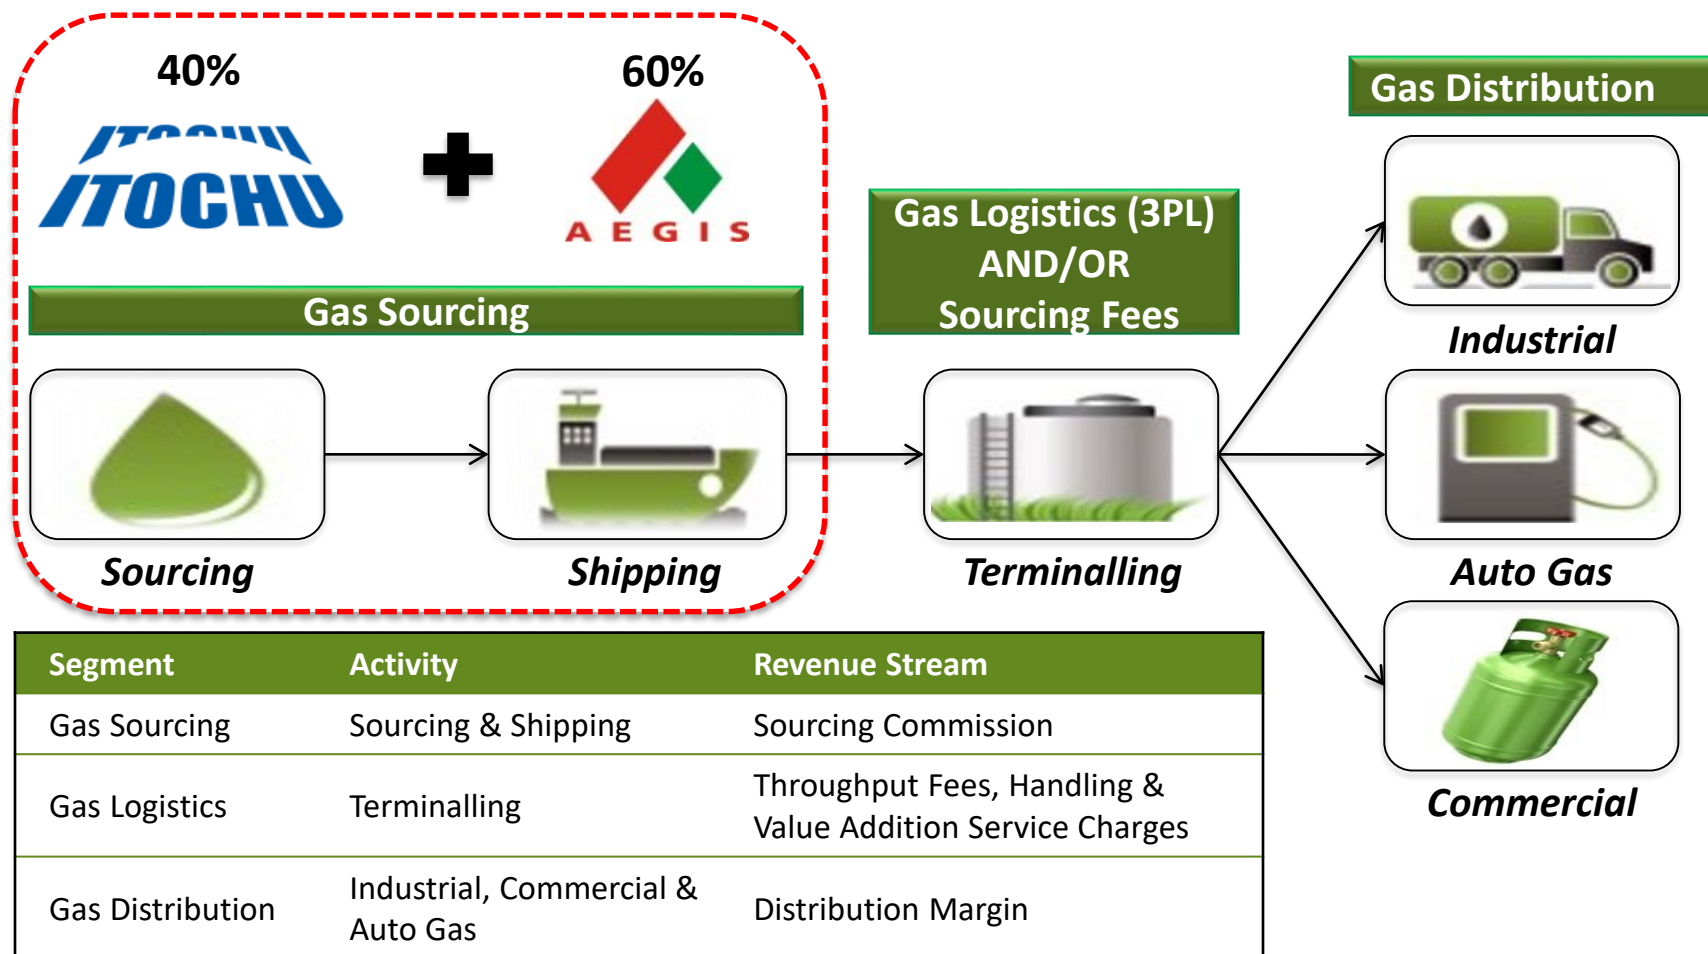 40%
60%
ITOCHU
ITOCHU
AEGIS
Gas Sourcing
Sourcing
Shipping
Gas Logistics (3PL)
AND/OR
Sourcing Fees
Terminalling
Gas Distribution
Industrial
Auto Gas
Commercial
Segment Activity Revenue Stream
Gas Sourcing Sourcing & Shipping Sourcing Commission
Gas Logistics Terminalling Throughput Fees, Handling &
Value Addition Service Charges
Gas Distribution Industrial, Commercial &
Auto Gas Distribution Margin